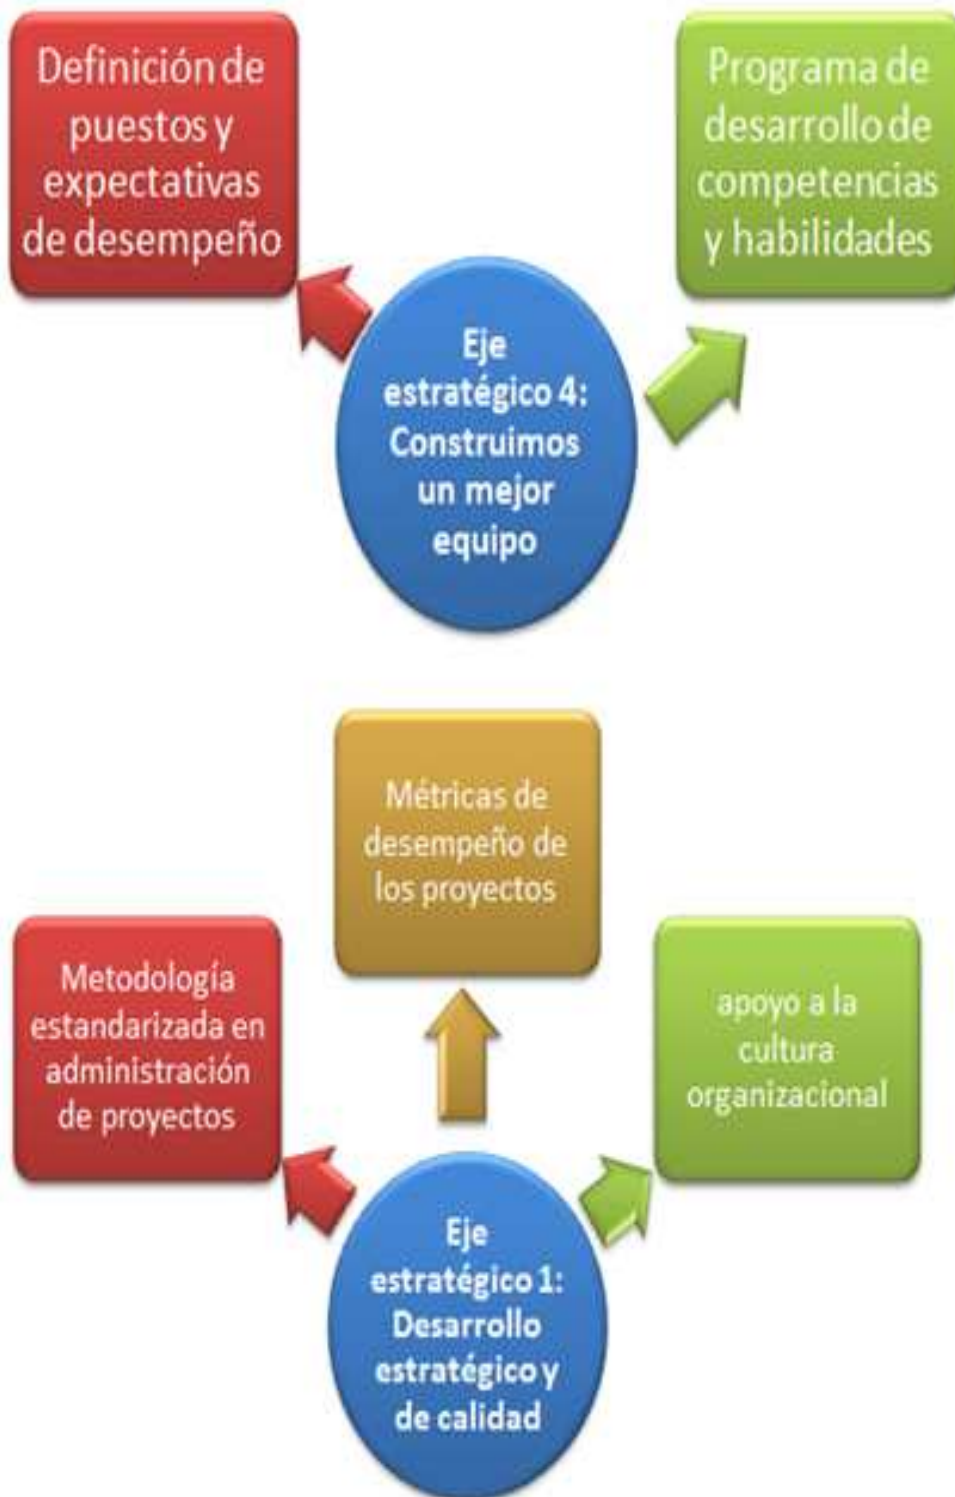 Definición de
puestos y
expectativas
de desempeño
Programa de
desarrollo de
competencias
y habilidades
Eje
estratégico 4:
Construimos
un mejor
equipo
Métricas de
desempeño de
los proyectos
Metodología
estandarizada en
administración
de proyectos
apoyo a la
cultura
organizacional
Eje
estratégico 1:
Desarrollo
estratégico y
de calidad